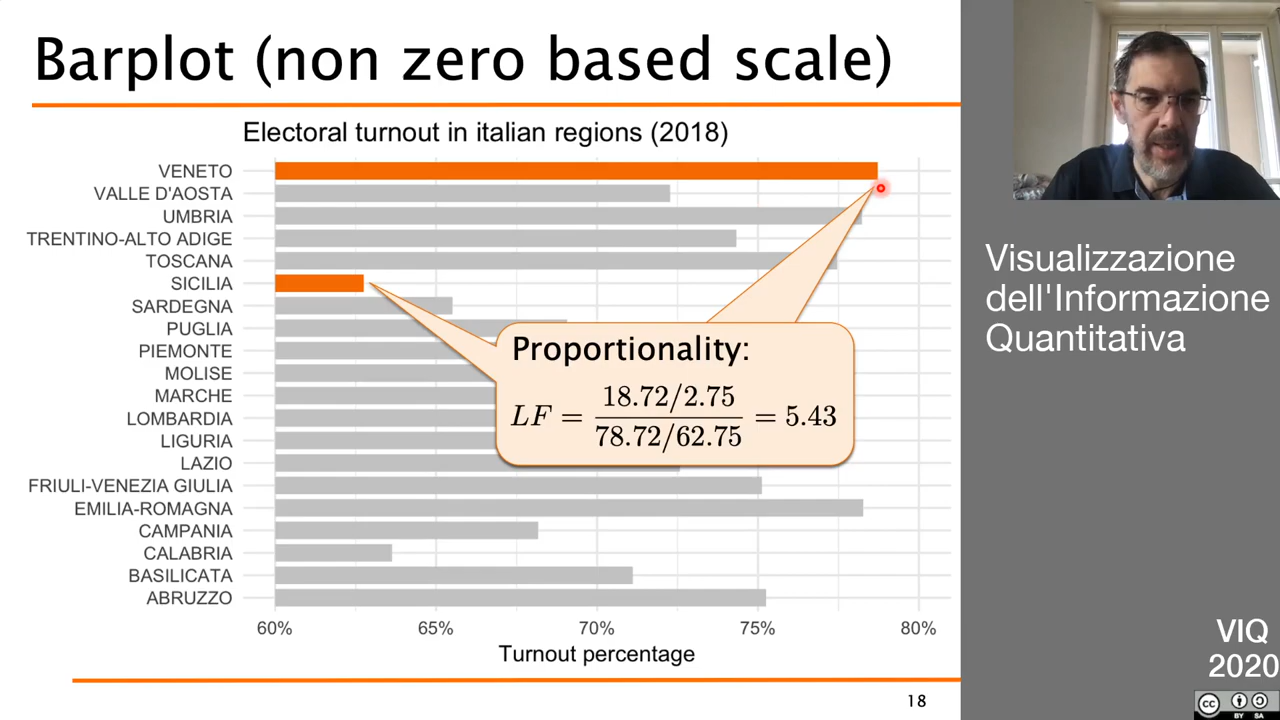 Barplot (non zero based scale)
Electoral turnout in italian regions (2018)
VENETO
VALLE D'AOSTA
UMBRIA
TRENTINO-ALTO ADIGE
TOSCANA
SICILIA
SARDEGNA
PUGLIA
PIEMONTE
MOLISE
MARCHE
LOMBARDIA
LIGURIA
LAZIO
FRIULI-VENEZIA GIULIA
EMILIA-ROMAGNA
CAMPANIA
CALABRIA
BASILICATA
ABRUZZO
60% 65% 70% 75% 80%
Turnout percentage
Proportionality:
LF = (18.72/2.75)/(78.72/62.75) = 5.43
18
Visualizzazione
dell'Informazione
Quantitativa
VIQ
2020
CC
BY SA